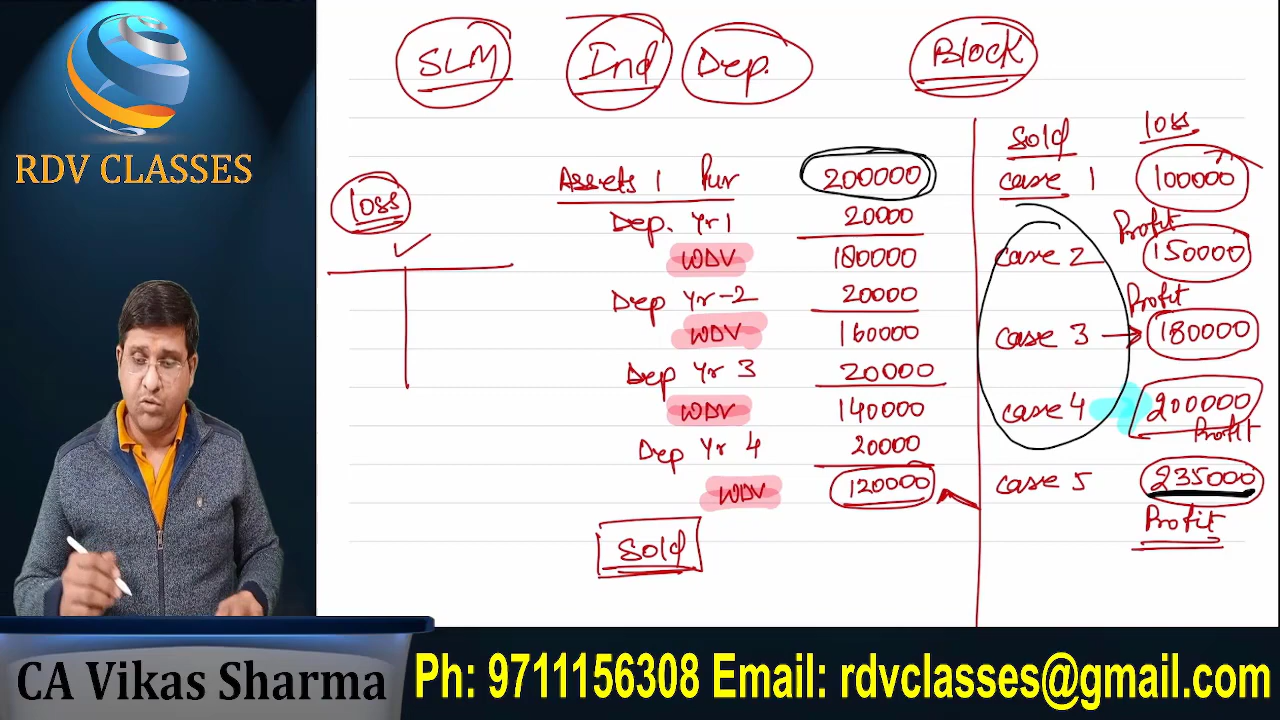 SLM Ind Dep. Block
RDV CLASSES
loss
Assets 1 Pur 200000
Dep. Yr 1 20000
WDV 180000
Dep Yr-2 20000
WDV 160000
Dep Yr 3 20000
WDV 140000
Dep Yr 4 20000
WDV 120000
Sold
Sold loss
case 1 100000
Profit
case 2 150000
Profit
case 3 → 180000
case 4 200000
Profit
case 5 235000
Profit
CA Vikas Sharma
Ph: 9711156308 Email: rdvclasses@gmail.com